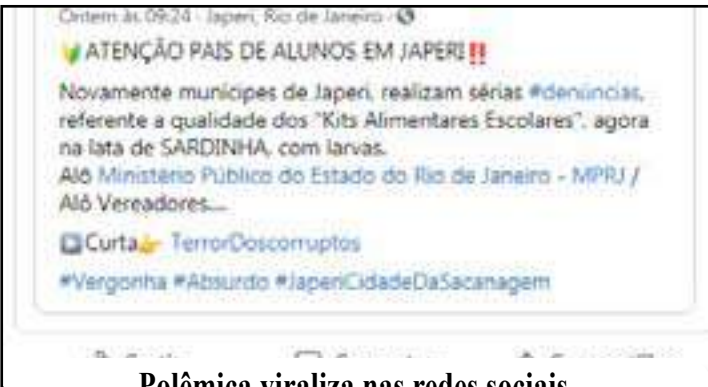 Ontem às 09:24 · Japeri, Rio de Janeiro ·
ATENÇÃO PAIS DE ALUNOS EM JAPERI‼
Novamente munícipes de Japeri, realizam sérias #denúncias,
referente a qualidade dos "Kits Alimentares Escolares", agora
na lata de SARDINHA, com larvas.
Alô Ministério Público do Estado do Rio de Janeiro - MPRJ /
Alô Vereadores....
Curta TerrorDoscorruptos
#Vergonha #Absurdo #JaperiCidadeDaSacanagem
Polêmica viraliza nas redes sociais